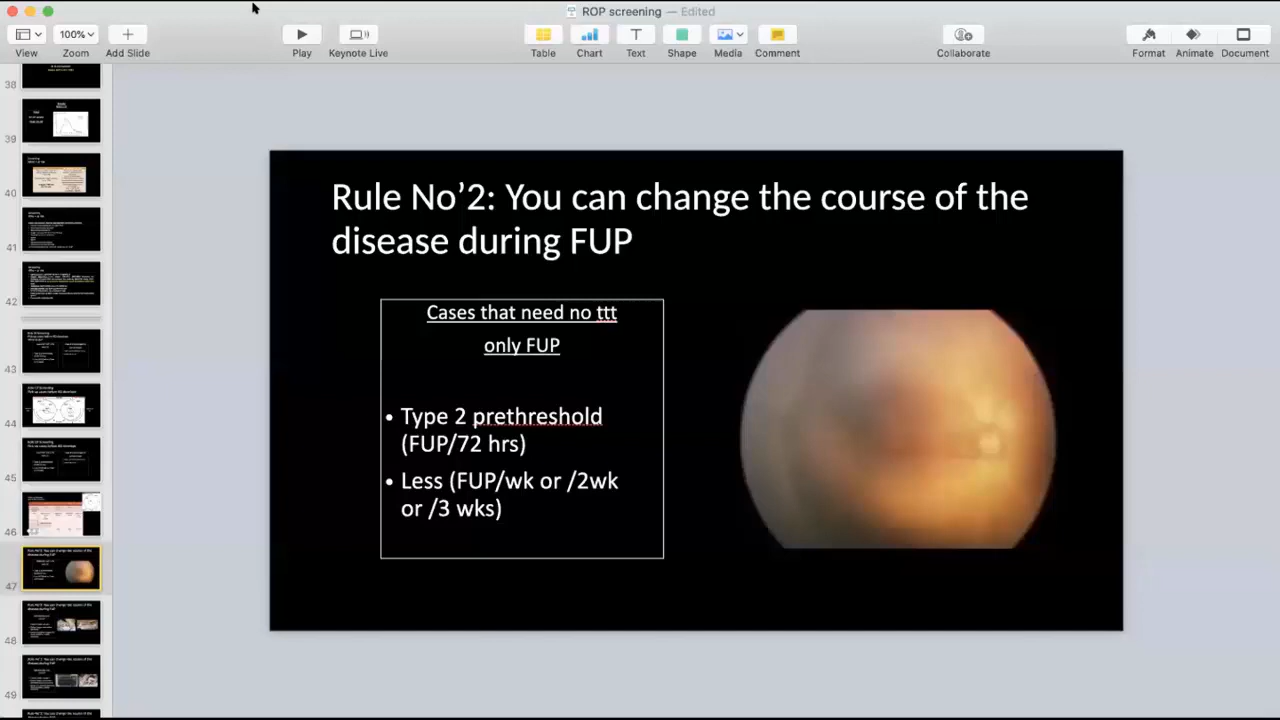 ROP screening — Edited
100%
View
Zoom
Add Slide
Play
Keynote Live
Table
Chart
Text
Shape
Media
Comment
Collaborate
Format
Animate
Document
38
39
40
41
42
43
44
45
46
47
48
49
Rule No’2: You can change the course of the
disease during FUP
Cases that need no ttt
only FUP
• Type 2 prethreshold
(FUP/72 hrs)
• Less (FUP/wk or /2wk
or /3 wks)